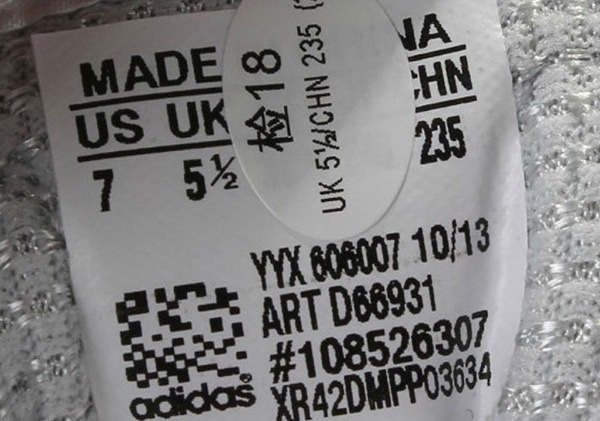 MADE NA
US UK CHN
7 5½ 235
检18
UK 5½/CHN 235
YYX 606007 10/13
ART D66931
#108526307
XR42DMPP03634
adidas®